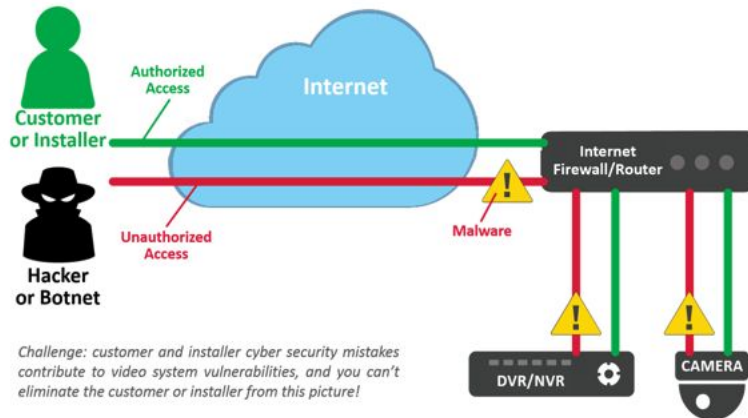 Authorized
Access
Internet
Customer
or Installer
Internet
Firewall/Router
Unauthorized
Access
Malware
Hacker
or Botnet
Challenge: customer and installer cyber security mistakes
contribute to video system vulnerabilities, and you can't
eliminate the customer or installer from this picture!
DVR/NVR
CAMERA